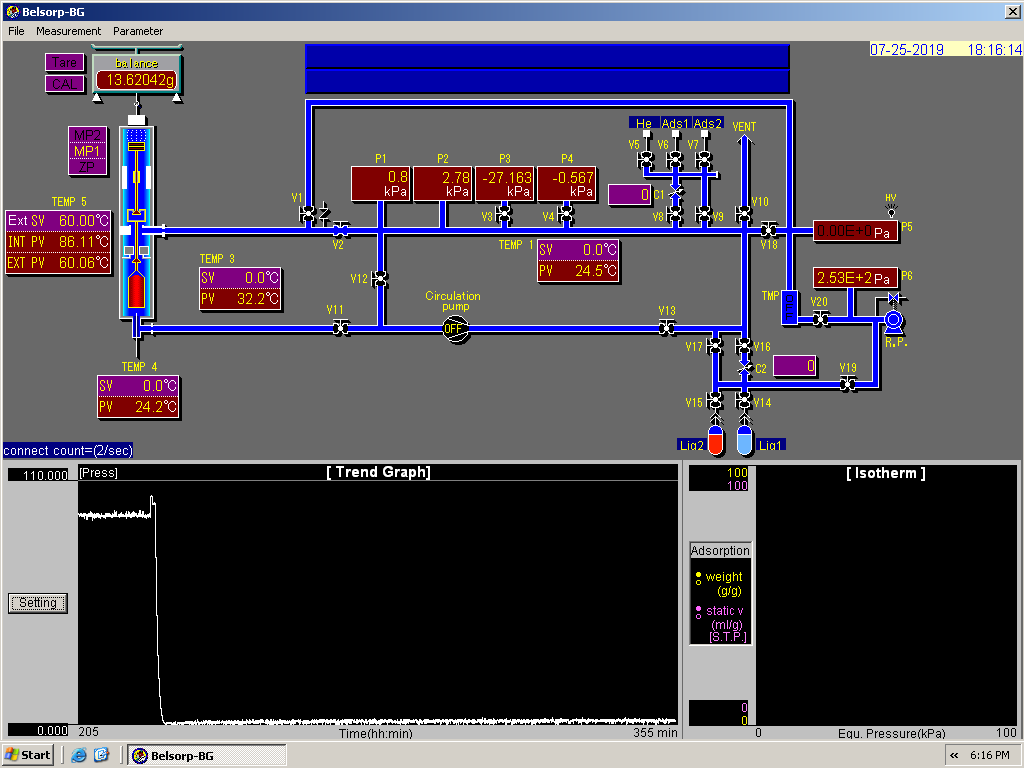 Belsorp-BG
File Measurement Parameter
07-25-2019 18:16:14
Tare
balance
13.62042g
CAL
MP2
MP1
ZP
He Ads1 Ads2
VENT
V5 V6 V7
P1 P2 P3 P4
0.8 kPa
2.78 kPa
-27.163 kPa
-0.567 kPa
0 C1
HV
TEMP 5
V1
V3 V4 V8 V9 V10
Ext SV 60.00℃
INT PV 86.11℃
EXT PV 60.06℃
0.00E+0 Pa P5
V2 V18
TEMP 1
SV 0.0℃
PV 24.5℃
TEMP 3
SV 0.0℃
PV 32.2℃
V12
2.53E+2 Pa P6
Circulation pump
OFF
TMP
V20
V11 V13
R.P.
V17 V16
C2 0
V19
TEMP 4
SV 0.0℃
PV 24.2℃
V15 V14
Liq2 Liq1
connect count=(2/sec)
110.000
[Press]
[ Trend Graph]
100
100
[ Isotherm ]
Adsorption
weight
(g/g)
static v
(ml/g)
[S.T.P.]
Setting
0
0
0.000
205 Time(hh:min) 355 min
0 Equ. Pressure(kPa) 100
Start
Belsorp-BG
« 6:16 PM